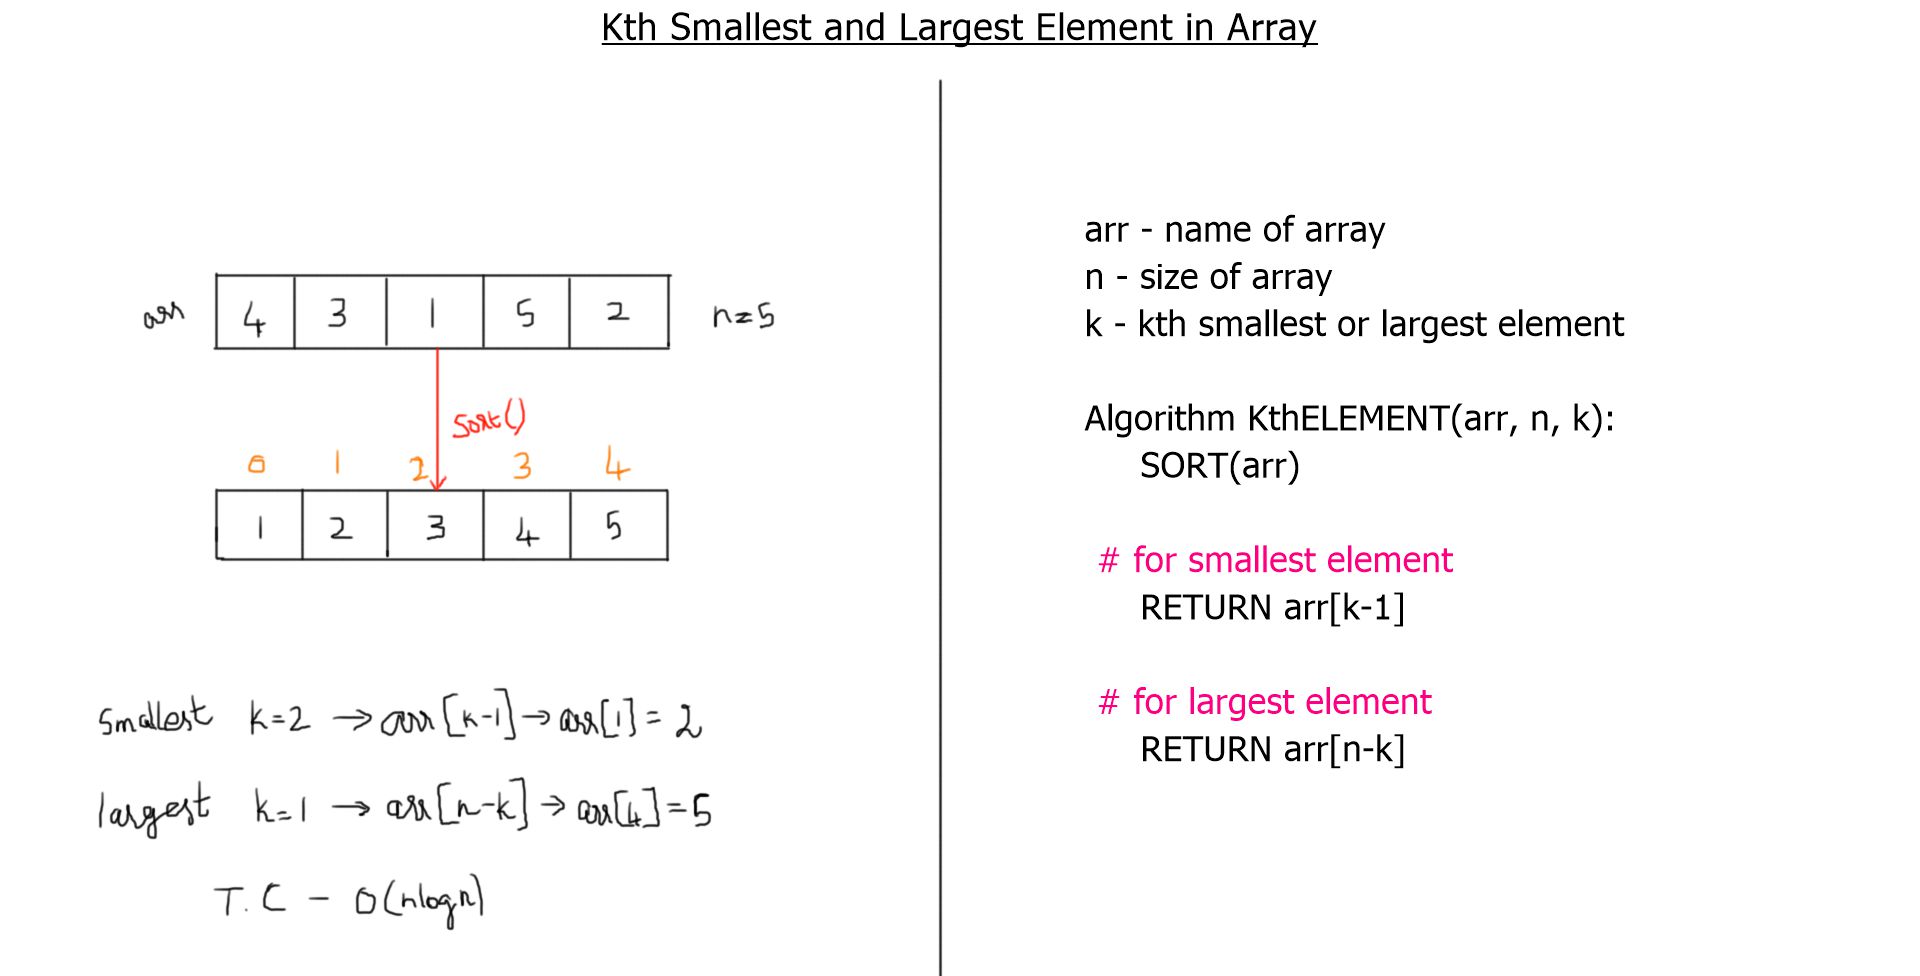 Kth Smallest and Largest Element in Array
arr 4 3 1 5 2 n=5
sort()
0 1 2 3 4
1 2 3 4 5
smallest k=2 → arr[k-1] → arr[1] = 2
largest k=1 → arr[n-k] → arr[4] = 5
T.C - O(nlogn)
arr - name of array
n - size of array
k - kth smallest or largest element
Algorithm KthELEMENT(arr, n, k):
SORT(arr)
# for smallest element
RETURN arr[k-1]
# for largest element
RETURN arr[n-k]